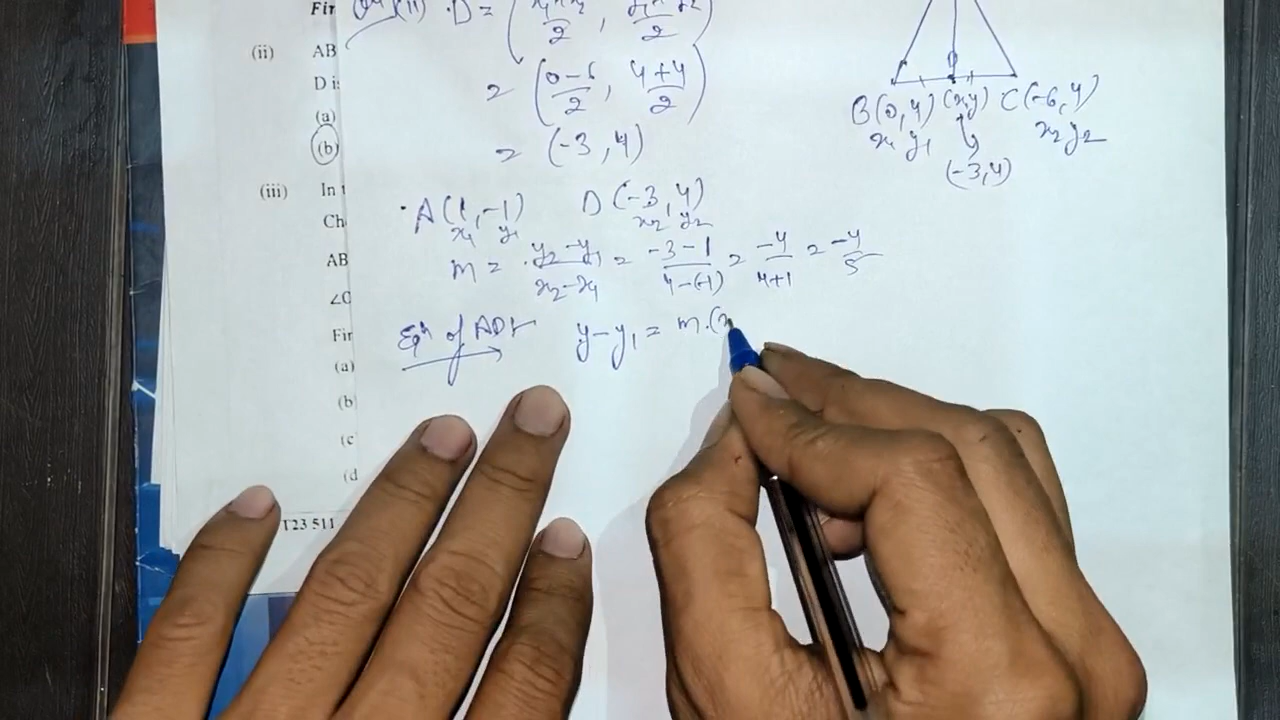 Fir (ii) · D = (x₁+x₂/2, y₁+y₂/2)
(ii) AB
D is = (0-6/2, 4+4/2)
B(0,4) (x,y) C(-6,4)
x₁ y₁ x₂ y₂
(a)
(b) = (-3,4)
(-3,4)
(iii) In t · A(1,-1) D(-3,4)
x₁ y₁ x₂ y₂
Ch
AB m = y₂-y₁/x₂-x₁ = -3-1/4-(-1) = -4/4+1 = -4/5
∠C
Fir Eqⁿ of AD y-y₁ = m.(x
(a)
(b
(c
(d
T23 511
D